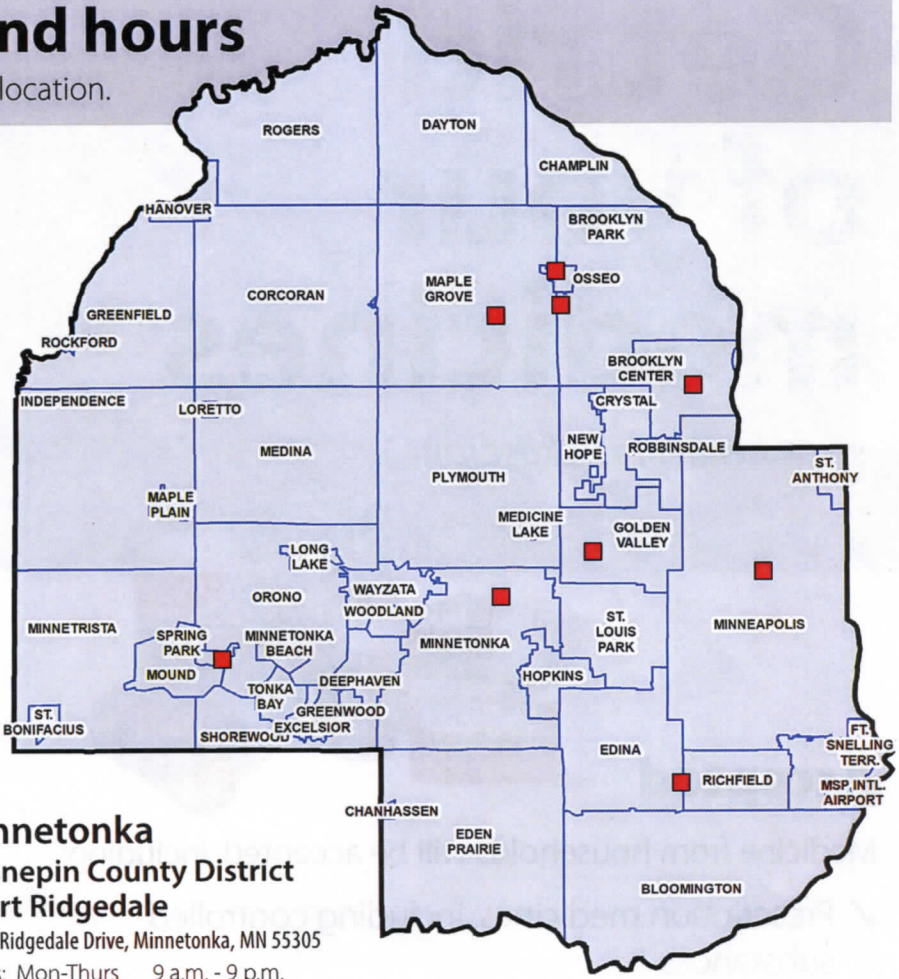 nd hours
location.
ROGERS
DAYTON
CHAMPLIN
HANOVER
BROOKLYN
PARK
OSSEO
MAPLE
GROVE
CORCORAN
GREENFIELD
ROCKFORD
BROOKLYN
CENTER
CRYSTAL
INDEPENDENCE
LORETTO
NEW
HOPE
ROBBINSDALE
MEDINA
ST.
ANTHONY
PLYMOUTH
MAPLE
PLAIN
MEDICINE
LAKE
GOLDEN
VALLEY
LONG
LAKE
ORONO
WAYZATA
WOODLAND
MINNETRISTA
SPRING
PARK
MINNETONKA
BEACH
MINNETONKA
ST.
LOUIS
PARK
MINNEAPOLIS
MOUND
DEEPHAVEN
HOPKINS
TONKA
BAY
GREENWOOD
EXCELSIOR
SHOREWOOD
ST.
BONIFACIUS
EDINA
FT.
SNELLING
TERR.
RICHFIELD
MSP INTL.
AIRPORT
CHANHASSEN
EDEN
PRAIRIE
BLOOMINGTON
nnetonka
nepin County District
rt Ridgedale
Ridgedale Drive, Minnetonka, MN 55305
s: Mon-Thurs 9 a.m. - 9 p.m.